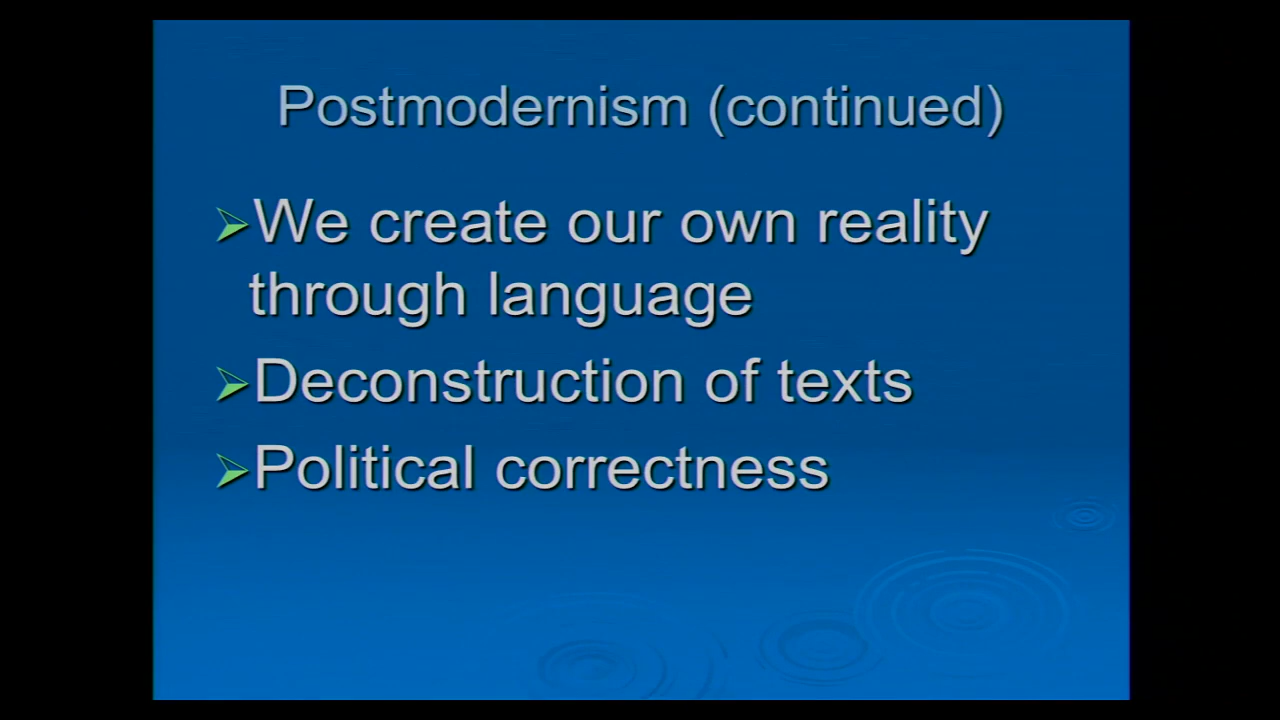 Postmodernism (continued)
We create our own reality
through language
Deconstruction of texts
Political correctness